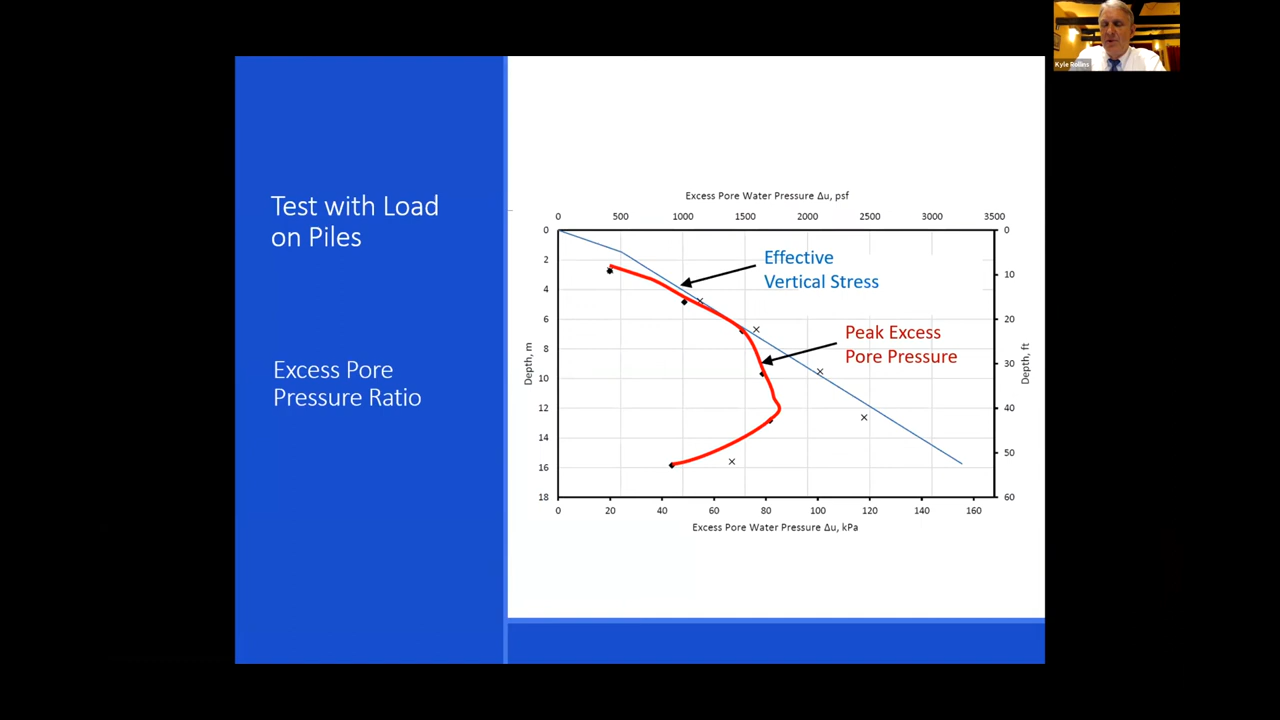 Kyle Rollins
Test with Load
on Piles
Excess Pore
Pressure Ratio
Excess Pore Water Pressure Δu, psf
0 500 1000 1500 2000 2500 3000 3500
Effective
Vertical Stress
Peak Excess
Pore Pressure
Depth, m
0
2
4
6
8
10
12
14
16
18
Depth, ft
0
10
20
30
40
50
60
0 20 40 60 80 100 120 140 160
Excess Pore Water Pressure Δu, kPa